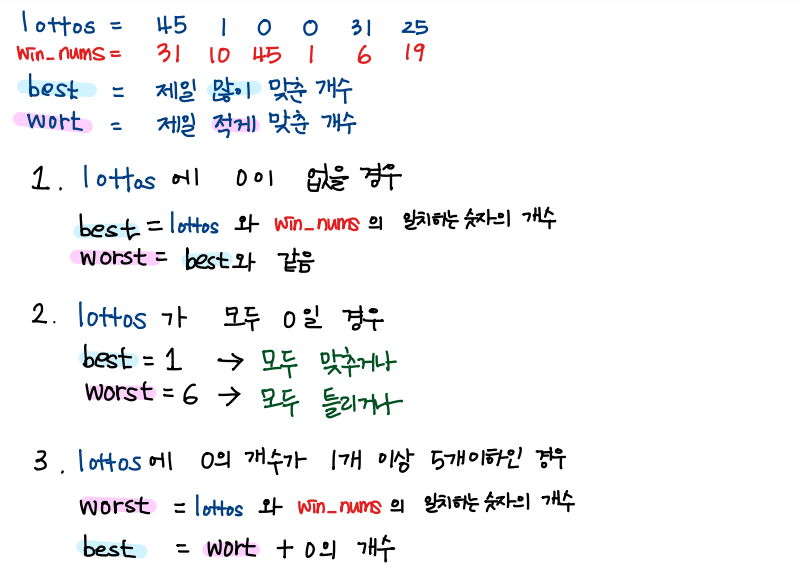 lottos = 45 1 0 0 31 25
win_nums = 31 10 45 1 6 19
best = 제일 많이 맞춘 개수
wort = 제일 적게 맞춘 개수
1. lottos 에 0이 없을 경우
best = lottos 와 win_nums 의 일치하는 숫자의 개수
worst = best와 같음
2. lottos 가 모두 0일 경우
best = 1 → 모두 맞추거나
worst = 6 → 모두 틀리거나
3. lottos에 0의 개수가 1개 이상 5개이하인 경우
worst = lottos 와 win_nums 의 일치하는 숫자의 개수
best = wort + 0의 개수